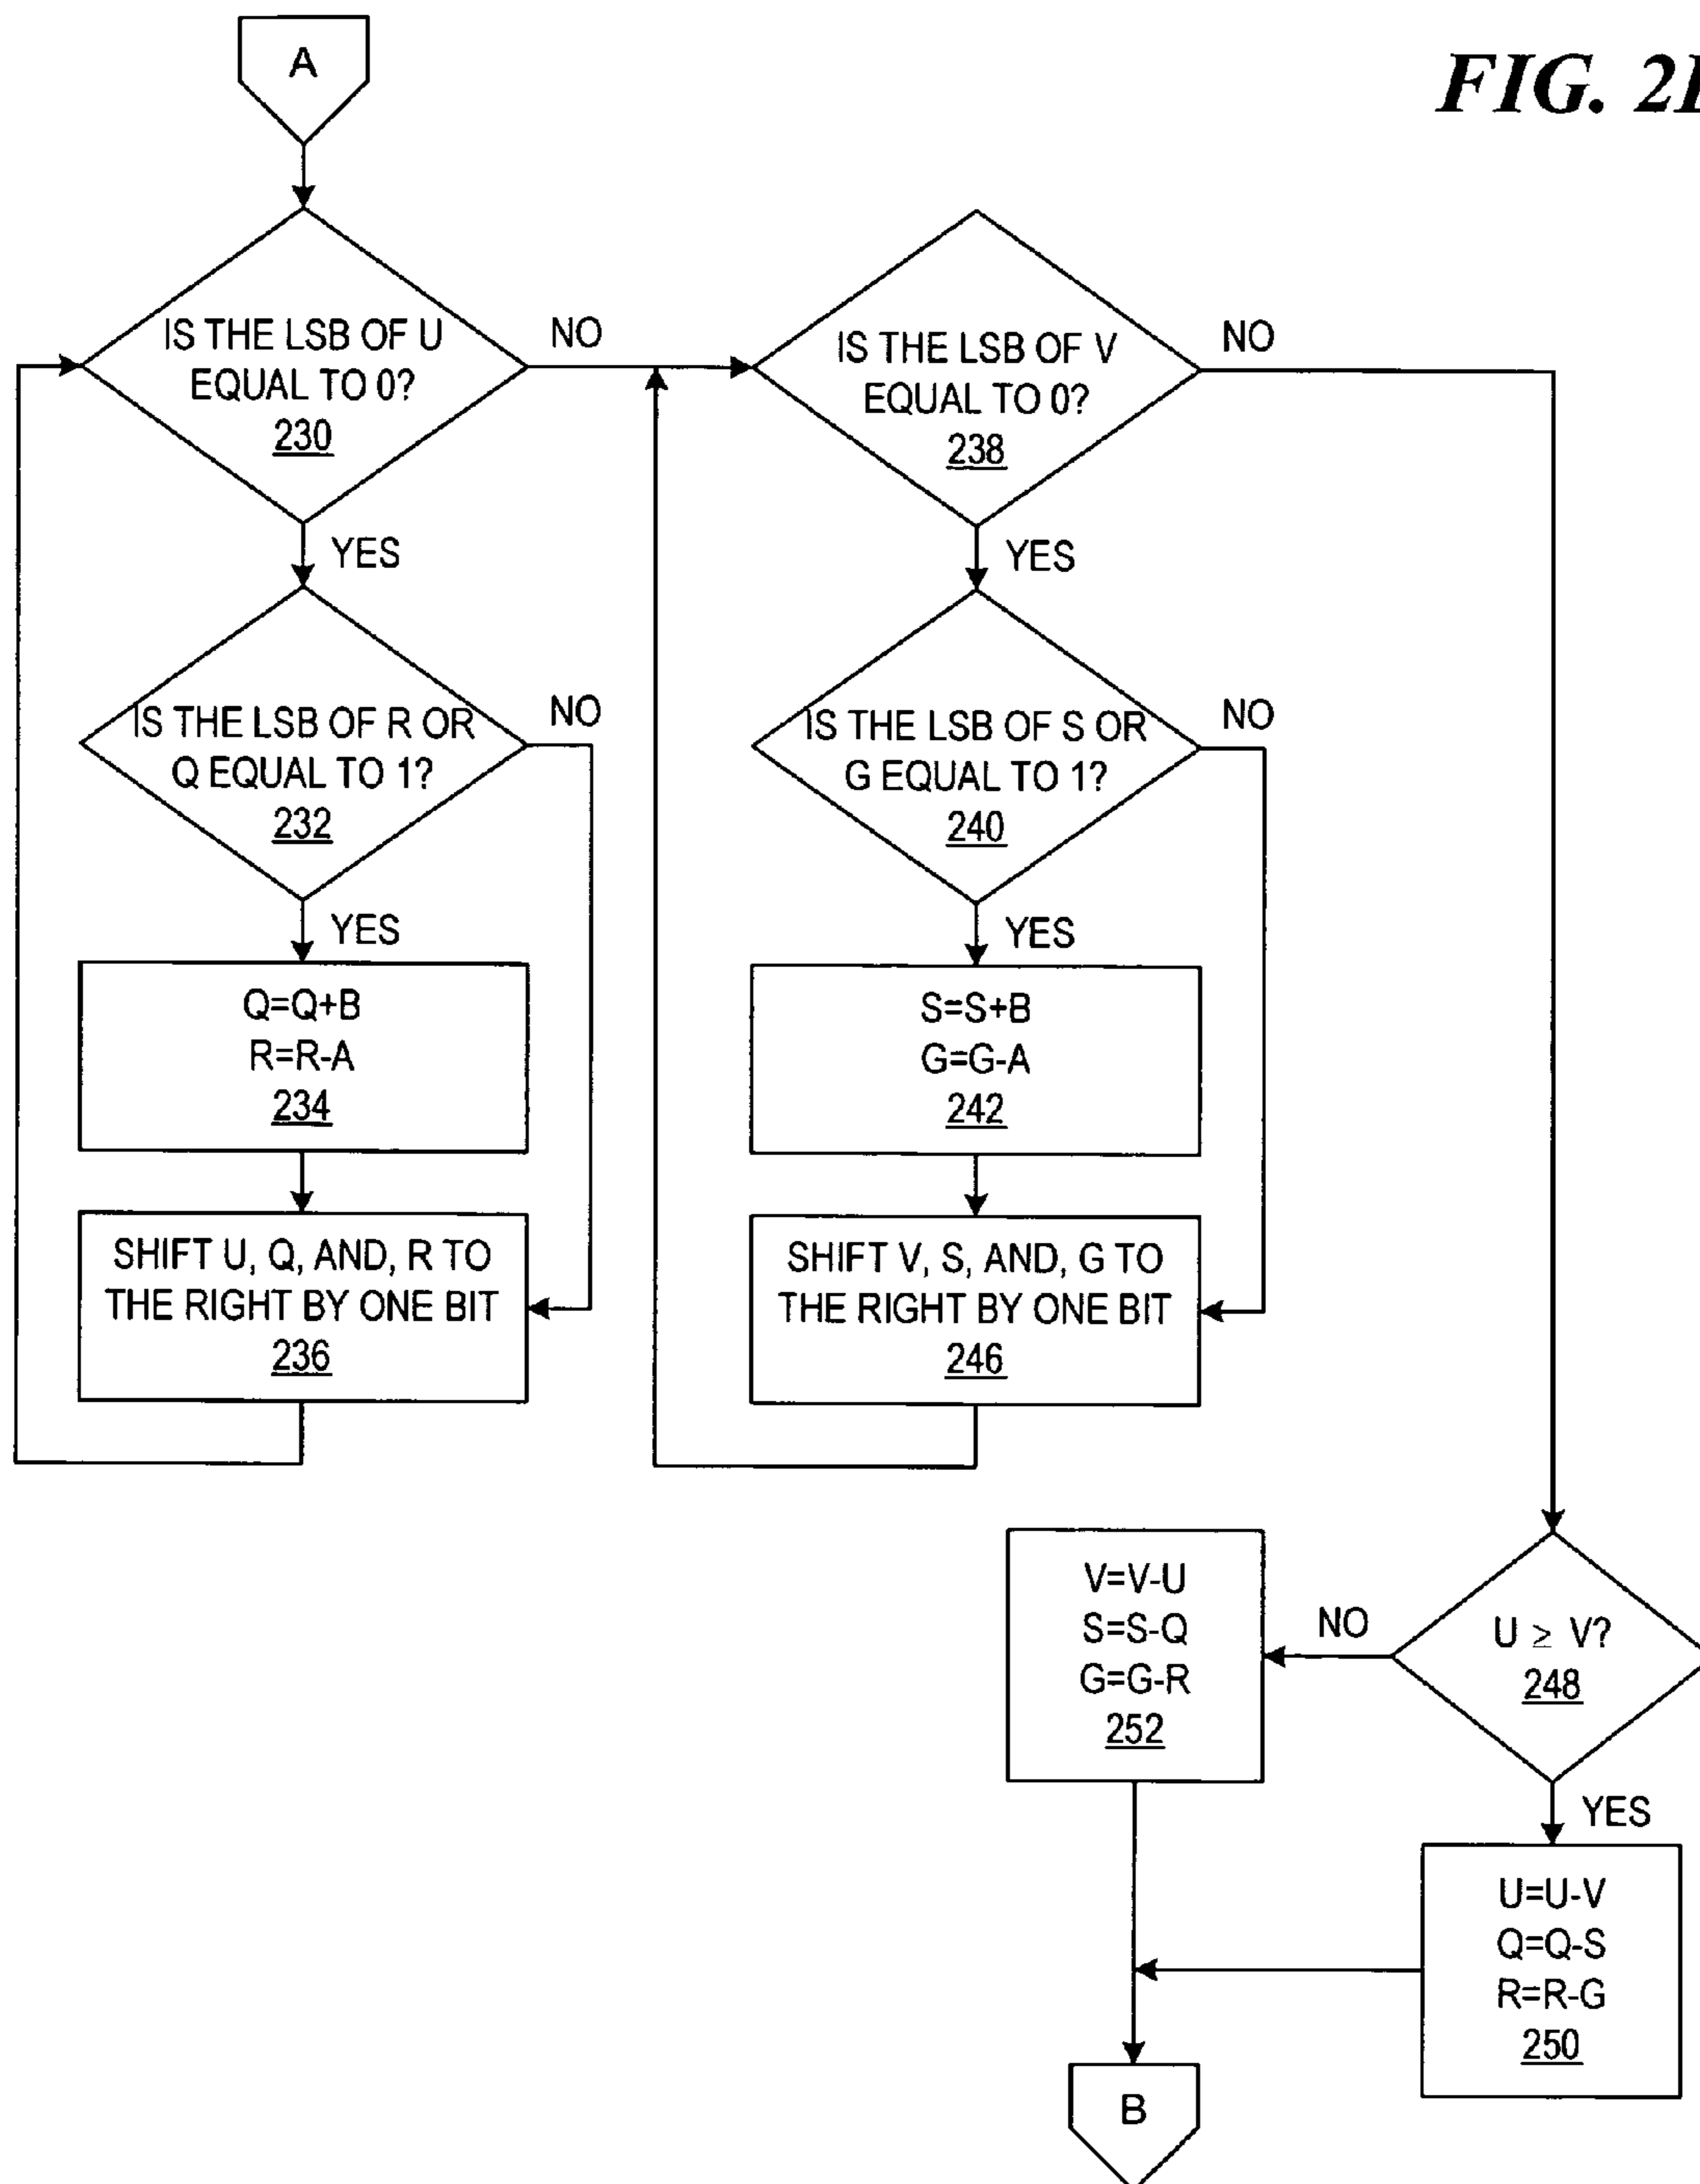 FIG. 2
A
IS THE LSB OF U
EQUAL TO 0?
230
NO
YES
IS THE LSB OF R OR
Q EQUAL TO 1?
232
NO
YES
Q=Q+B
R=R-A
234
SHIFT U, Q, AND, R TO
THE RIGHT BY ONE BIT
236
IS THE LSB OF V
EQUAL TO 0?
238
NO
YES
IS THE LSB OF S OR
G EQUAL TO 1?
240
NO
YES
S=S+B
G=G-A
242
SHIFT V, S, AND, G TO
THE RIGHT BY ONE BIT
246
U ≥ V?
248
NO
YES
V=V-U
S=S-Q
G=G-R
252
U=U-V
Q=Q-S
R=R-G
250
B